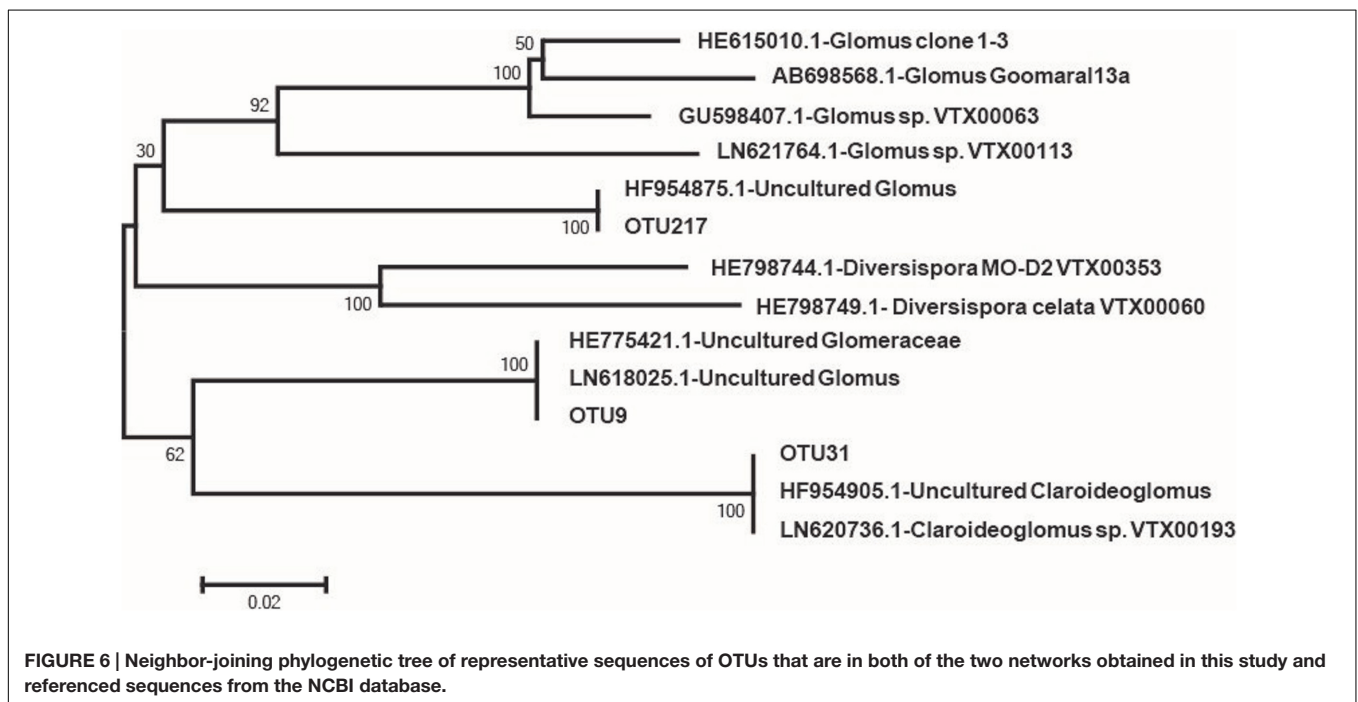 50
HE615010.1-Glomus clone 1-3
AB698568.1-Glomus Goomaral13a
100
92
GU598407.1-Glomus sp. VTX00063
LN621764.1-Glomus sp. VTX00113
30
HF954875.1-Uncultured Glomus
100
OTU217
HE798744.1-Diversispora MO-D2 VTX00353
100
HE798749.1- Diversispora celata VTX00060
HE775421.1-Uncultured Glomeraceae
100
LN618025.1-Uncultured Glomus
OTU9
62
OTU31
HF954905.1-Uncultured Claroideoglomus
100
LN620736.1-Claroideoglomus sp. VTX00193
0.02
FIGURE 6 | Neighbor-joining phylogenetic tree of representative sequences of OTUs that are in both of the two networks obtained in this study and
referenced sequences from the NCBI database.